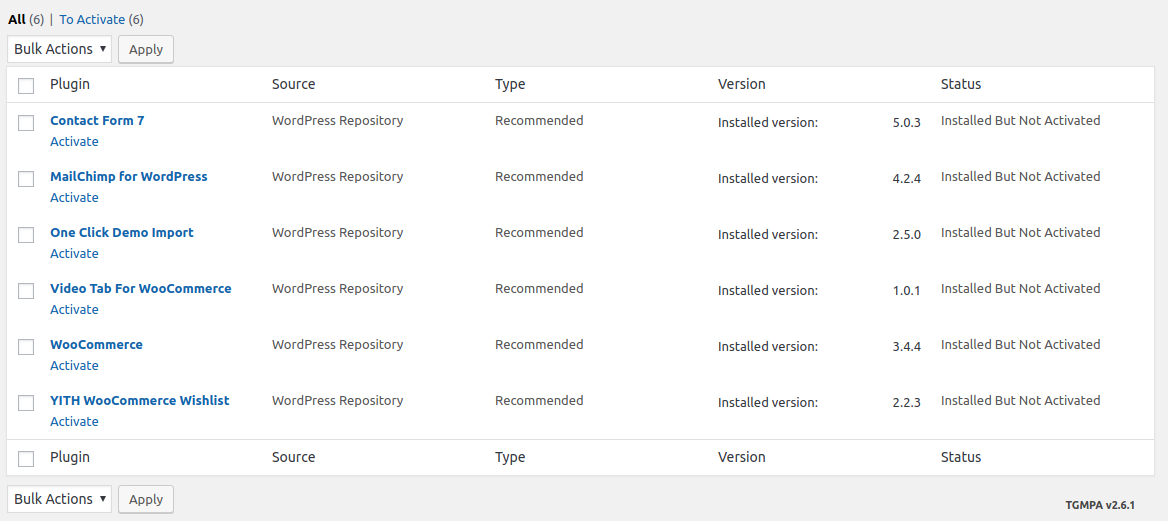 All (6) | To Activate (6)
Bulk Actions Apply
Plugin Source Type Version Status
Contact Form 7 WordPress Repository Recommended Installed version: 5.0.3 Installed But Not Activated
Activate
MailChimp for WordPress WordPress Repository Recommended Installed version: 4.2.4 Installed But Not Activated
Activate
One Click Demo Import WordPress Repository Recommended Installed version: 2.5.0 Installed But Not Activated
Activate
Video Tab For WooCommerce WordPress Repository Recommended Installed version: 1.0.1 Installed But Not Activated
Activate
WooCommerce WordPress Repository Recommended Installed version: 3.4.4 Installed But Not Activated
Activate
YITH WooCommerce Wishlist WordPress Repository Recommended Installed version: 2.2.3 Installed But Not Activated
Activate
Plugin Source Type Version Status
Bulk Actions Apply
TGMPA v2.6.1